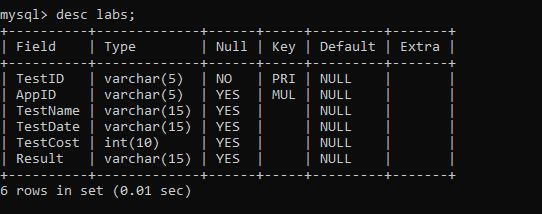 mysql> desc labs;
+----------+-------------+------+-----+---------+-------+
| Field    | Type        | Null | Key | Default | Extra |
+----------+-------------+------+-----+---------+-------+
| TestID   | varchar(5)  | NO   | PRI | NULL    |       |
| AppID    | varchar(5)  | YES  | MUL | NULL    |       |
| TestName | varchar(15) | YES  |     | NULL    |       |
| TestDate | varchar(15) | YES  |     | NULL    |       |
| TestCost | int(10)     | YES  |     | NULL    |       |
| Result   | varchar(15) | YES  |     | NULL    |       |
+----------+-------------+------+-----+---------+-------+
6 rows in set (0.01 sec)